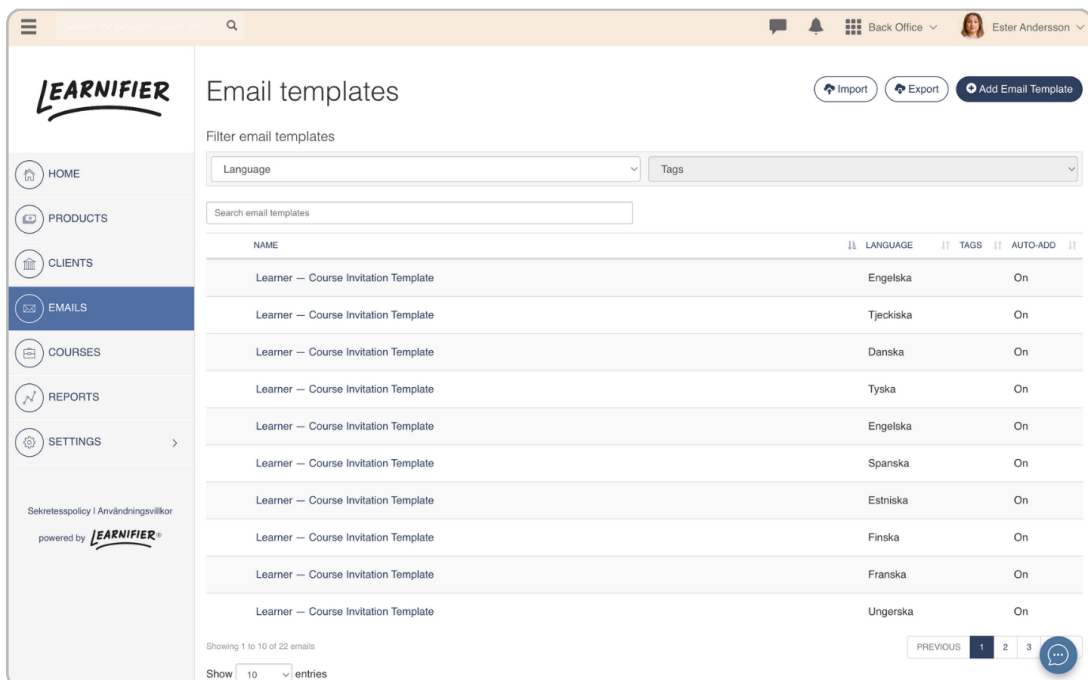 Back Office
Ester Andersson
LEARNIFIER
Email templates
Import
Export
Add Email Template
Filter email templates
Language
Tags
Search email templates
HOME
PRODUCTS
CLIENTS
EMAILS
COURSES
REPORTS
SETTINGS
Sekretesspolicy | Användningsvillkor
powered by LEARNIFIER®
NAME LANGUAGE TAGS AUTO-ADD
Learner — Course Invitation Template Engelska On
Learner — Course Invitation Template Tjeckiska On
Learner — Course Invitation Template Danska On
Learner — Course Invitation Template Tyska On
Learner — Course Invitation Template Engelska On
Learner — Course Invitation Template Spanska On
Learner — Course Invitation Template Estniska On
Learner — Course Invitation Template Finska On
Learner — Course Invitation Template Franska On
Learner — Course Invitation Template Ungerska On
Showing 1 to 10 of 22 emails
PREVIOUS 1 2 3
Show 10 entries